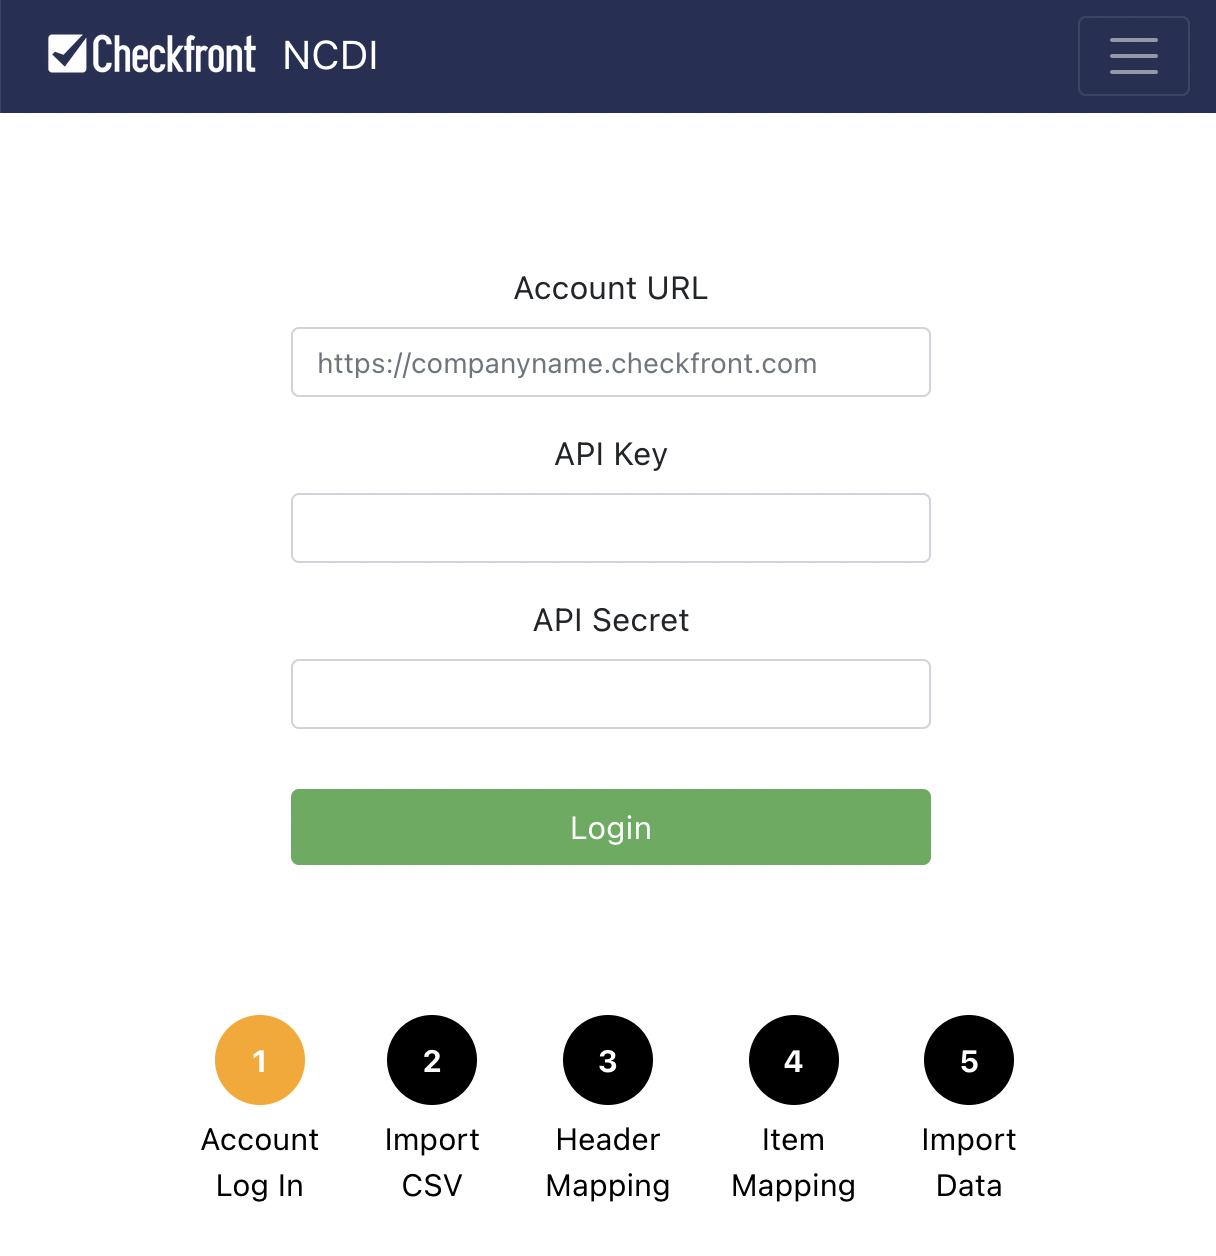 Checkfront NCDI
Account URL
https://companyname.checkfront.com
API Key
API Secret
Login
1 2 3 4 5
Account Import Header Item Import
Log In CSV Mapping Mapping Data